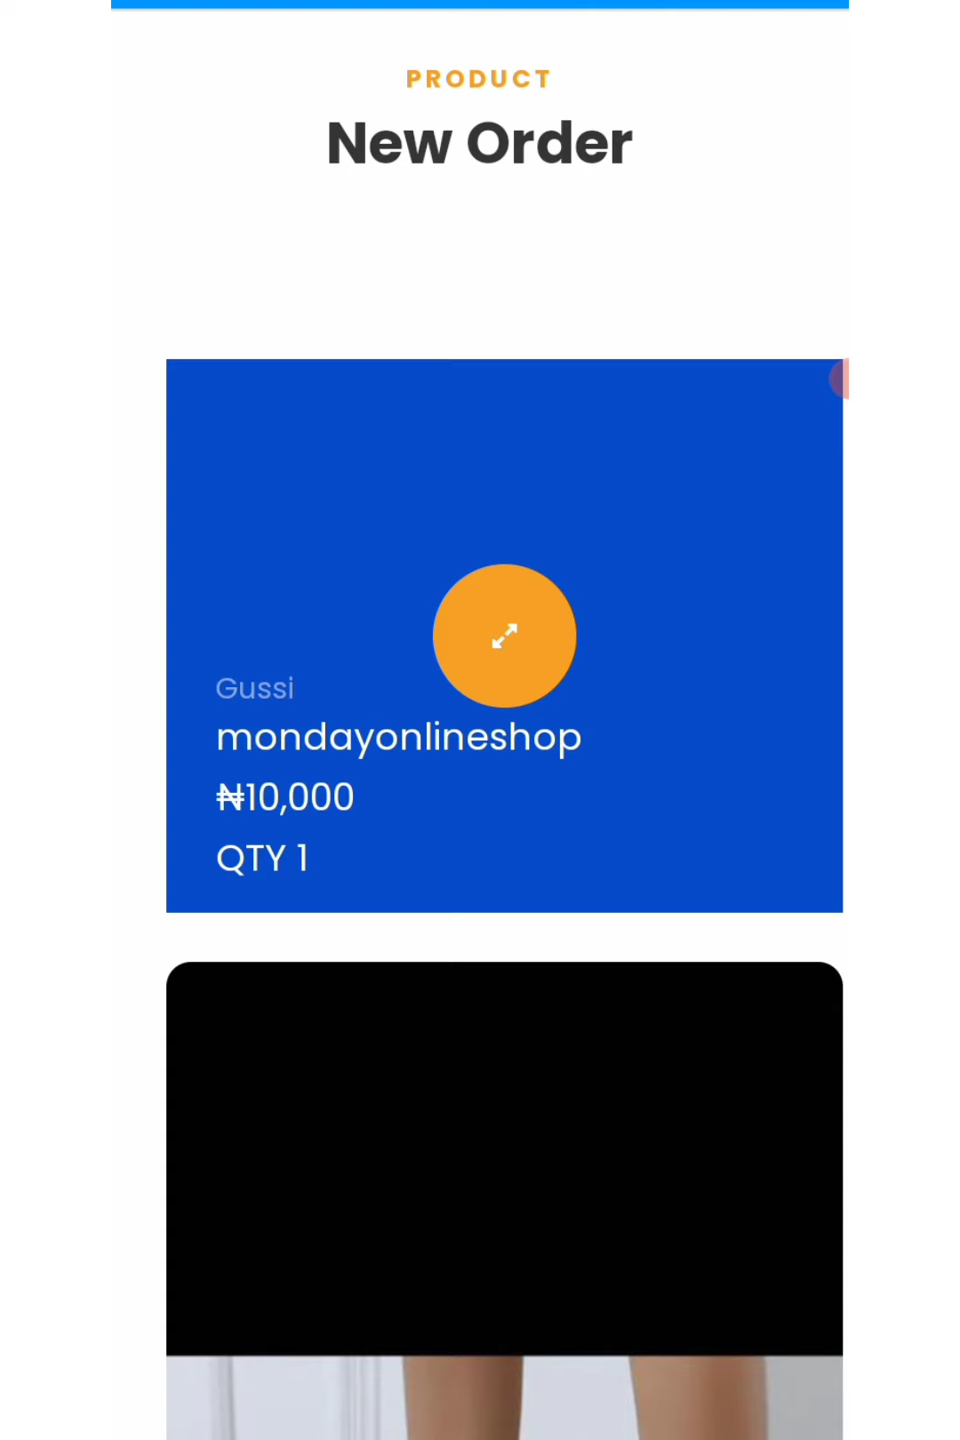 PRODUCT
New Order
Gussi
mondayonlineshop
₦10,000
QTY 1